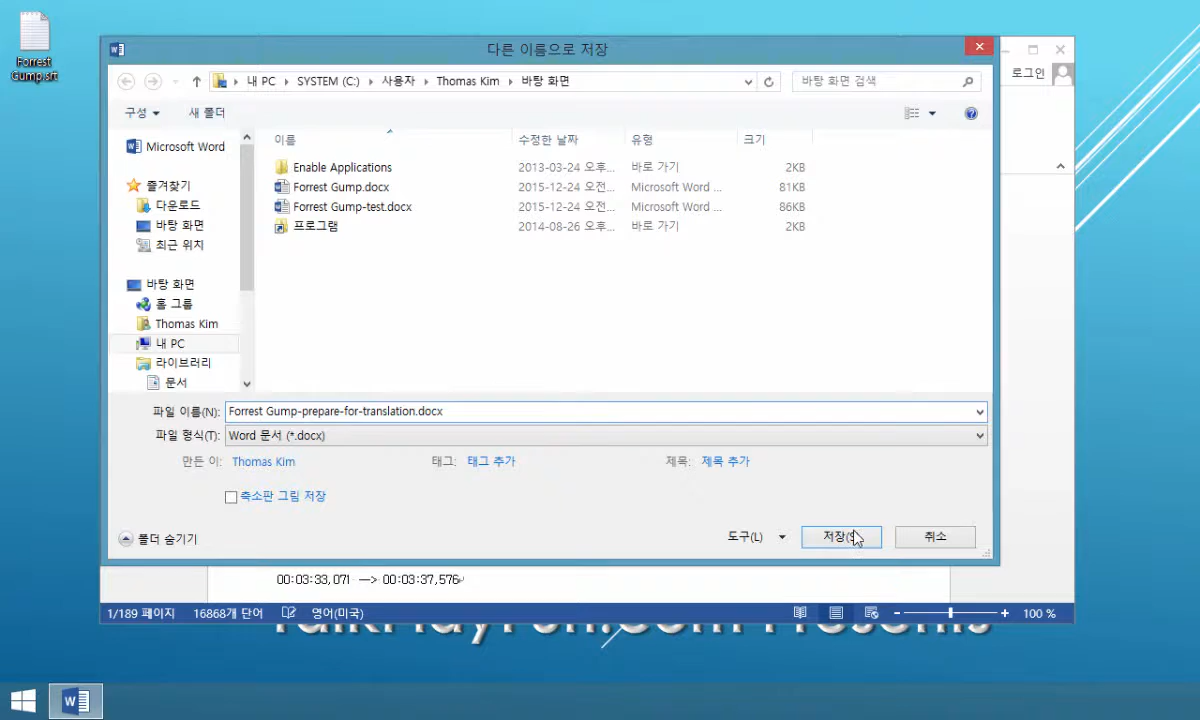 Forrest
Gump.srt
다른 이름으로 저장
로그인
내 PC
SYSTEM (C:)
사용자
Thomas Kim
바탕 화면
바탕 화면 검색
구성
새 폴더
Microsoft Word
즐겨찾기
다운로드
바탕 화면
최근 위치
바탕 화면
홈 그룹
Thomas Kim
내 PC
라이브러리
문서
이름 수정한 날짜 유형 크기
Enable Applications 2013-03-24 오후... 바로 가기 2KB
Forrest Gump.docx 2015-12-24 오전... Microsoft Word ... 81KB
Forrest Gump-test.docx 2015-12-24 오전... Microsoft Word ... 86KB
프로그램 2014-08-26 오후... 바로 가기 2KB
파일 이름(N): Forrest Gump-prepare-for-translation.docx
파일 형식(T): Word 문서 (*.docx)
만든 이: Thomas Kim 태그: 태그 추가 제목: 제목 추가
축소판 그림 저장
폴더 숨기기
도구(L) 저장(S) 취소
00:03:33,071 --> 00:03:37,576
1/189 페이지 16868개 단어 영어(미국) 100 %
TalkPlayFun.com Presents